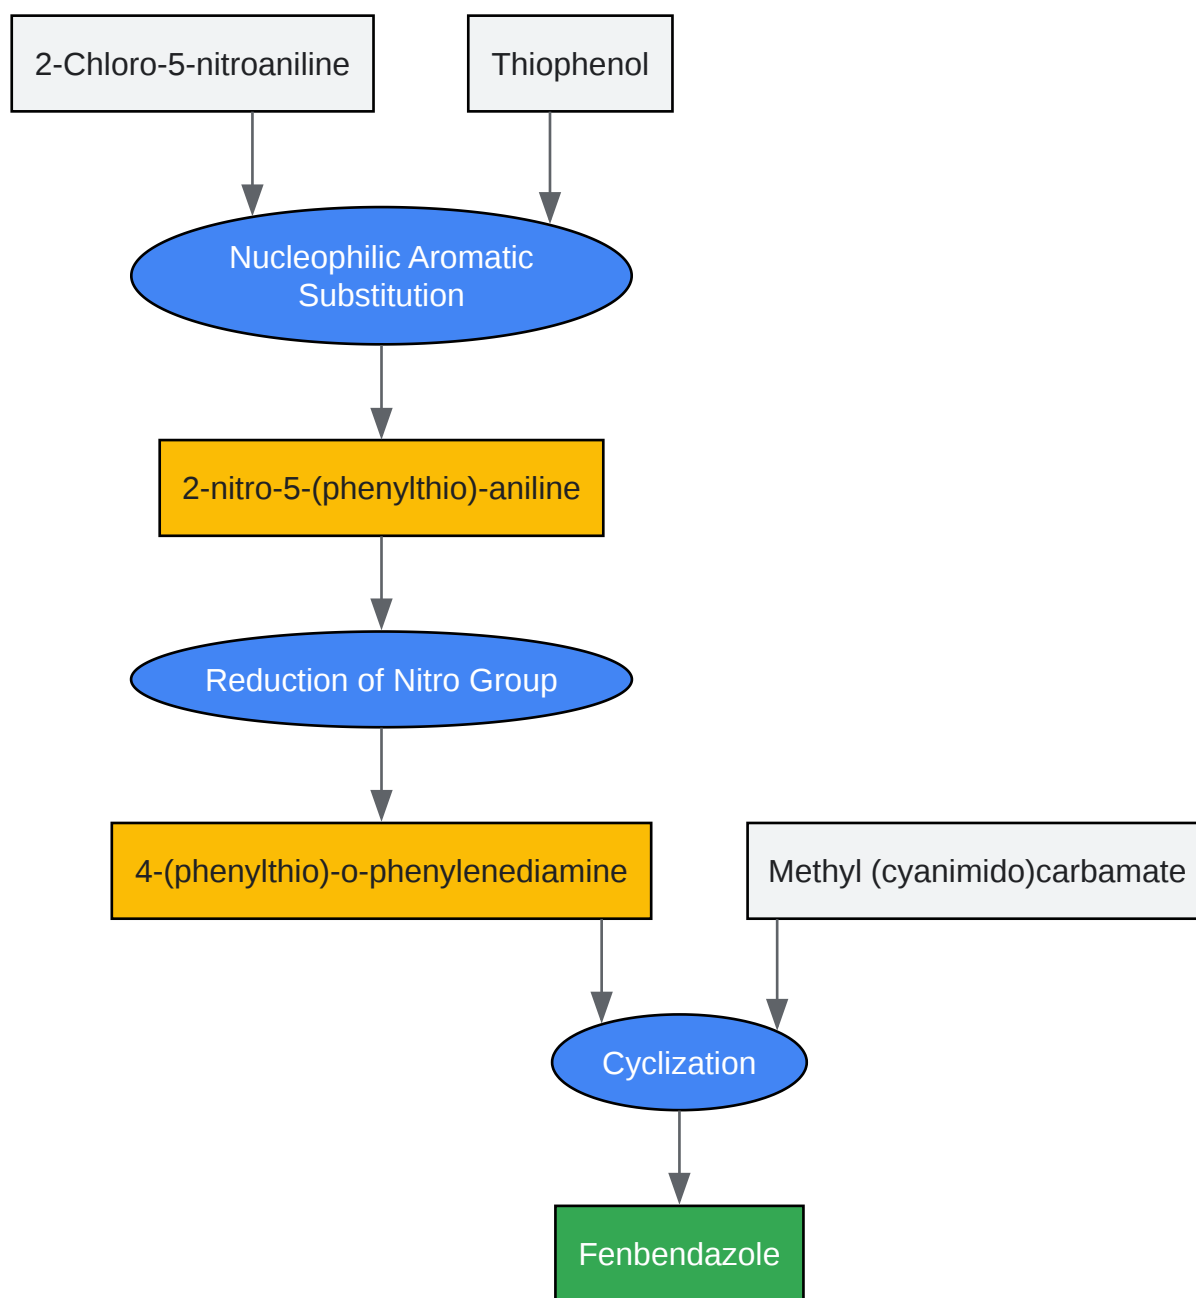 2-Chloro-5-nitroaniline
Thiophenol
Nucleophilic Aromatic
Substitution
2-nitro-5-(phenylthio)-aniline
Reduction of Nitro Group
4-(phenylthio)-o-phenylenediamine
Methyl (cyanimido)carbamate
Cyclization
Fenbendazole